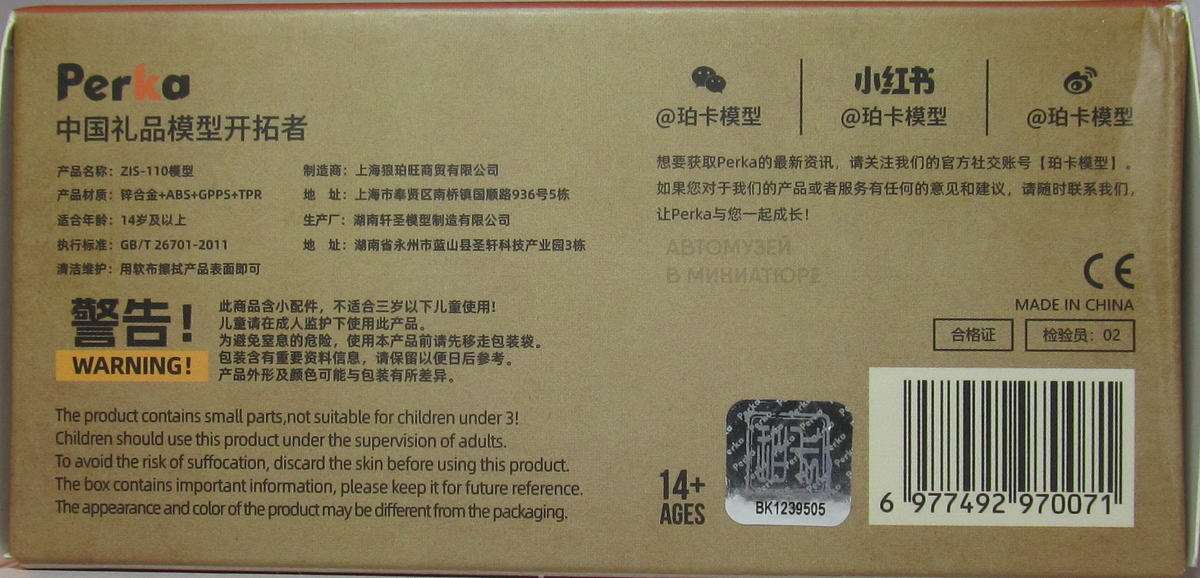 Perka
中国礼品模型开拓者
产品名称：ZIS-110模型
产品材质：锌合金+ABS+GPPS+TPR
适合年龄：14岁及以上
执行标准：GB/T 26701-2011
清洁维护：用软布擦拭产品表面即可
制造商：上海狼珀旺商贸有限公司
地 址：上海市奉贤区南桥镇国顺路936号5栋
生产厂：湖南轩圣模型制造有限公司
地 址：湖南省永州市蓝山县圣轩科技产业园3栋
警告！
WARNING!
此商品含小配件，不适合三岁以下儿童使用！
儿童请在成人监护下使用此产品。
为避免窒息的危险，使用本产品前请先移走包装袋。
包装含有重要资料信息，请保留以便日后参考。
产品外形及颜色可能与包装有所差异。
The product contains small parts,not suitable for children under 3!
Children should use this product under the supervision of adults.
To avoid the risk of suffocation, discard the skin before using this product.
The box contains important information, please keep it for future reference.
The appearance and color of the product may be different from the packaging.
@珀卡模型
小红书
@珀卡模型
@珀卡模型
想要获取Perka的最新资讯，请关注我们的官方社交账号【珀卡模型】。
如果您对于我们的产品或者服务有任何的意见和建议，请随时联系我们，
让Perka与您一起成长！
АВТОМУЗЕЙ
В МИНИАТЮРЕ
CE
MADE IN CHINA
合格证
检验员：02
14+
AGES
Perka
BK1239505
6 977492 970071